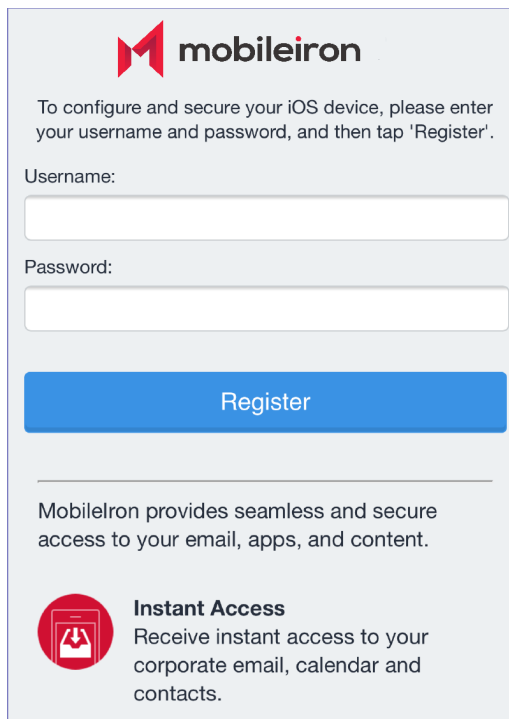 mobileiron
To configure and secure your iOS device, please enter
your username and password, and then tap 'Register'.
Username:
Password:
Register
MobileIron provides seamless and secure
access to your email, apps, and content.
Instant Access
Receive instant access to your
corporate email, calendar and
contacts.